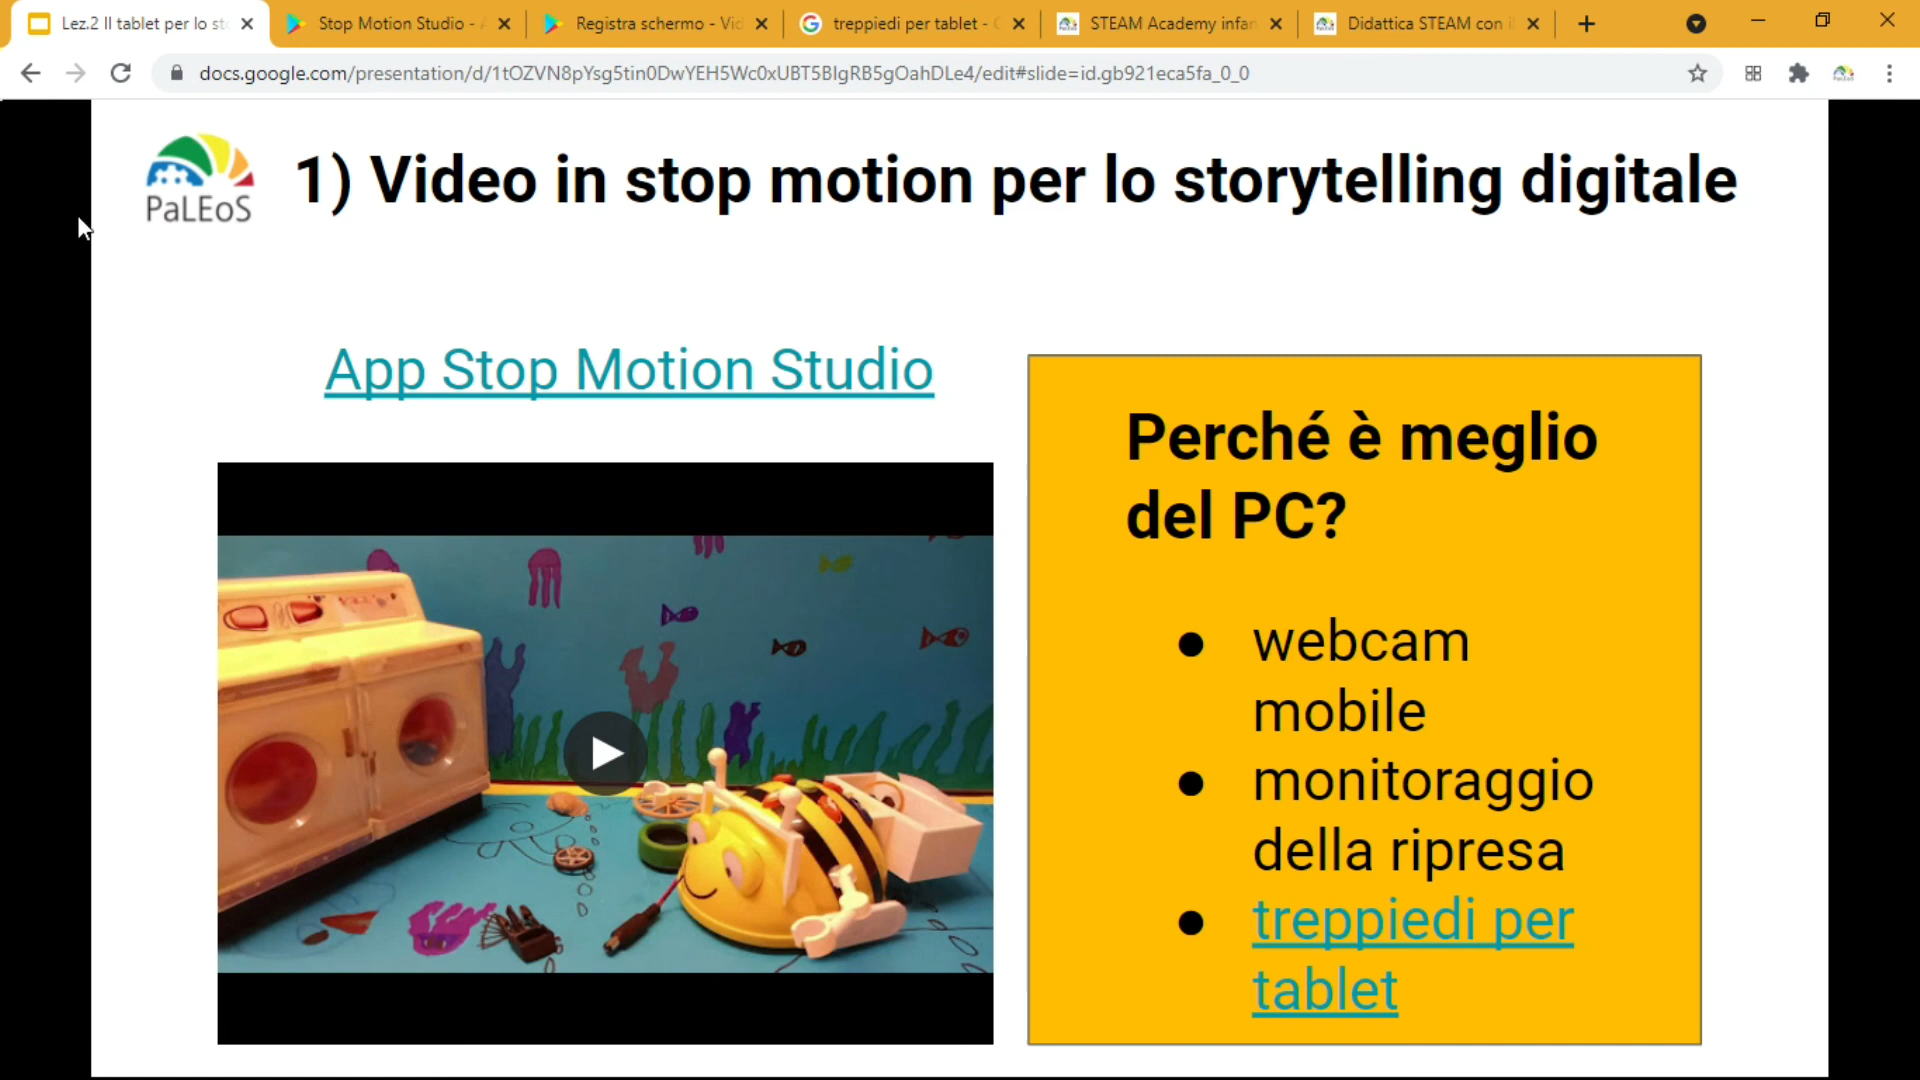 Lez.2 Il tablet per lo st
Stop Motion Studio -
Registra schermo - Vid
treppiedi per tablet -
STEAM Academy infan
Didattica STEAM con i
docs.google.com/presentation/d/1tOZVN8pYsg5tin0DwYEH5Wc0xUBT5BIgRB5gOahDLe4/edit#slide=id.gb921eca5fa_0_0
PaLEoS
1) Video in stop motion per lo storytelling digitale
App Stop Motion Studio
Perché è meglio
del PC?
● webcam
mobile
● monitoraggio
della ripresa
● treppiedi per
tablet